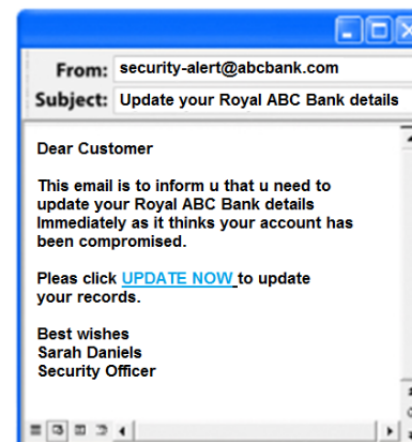 From: security-alert@abcbank.com
Subject: Update your Royal ABC Bank details
Dear Customer
This email is to inform u that u need to
update your Royal ABC Bank details
Immediately as it thinks your account has
been compromised.
Pleas click UPDATE NOW to update
your records.
Best wishes
Sarah Daniels
Security Officer